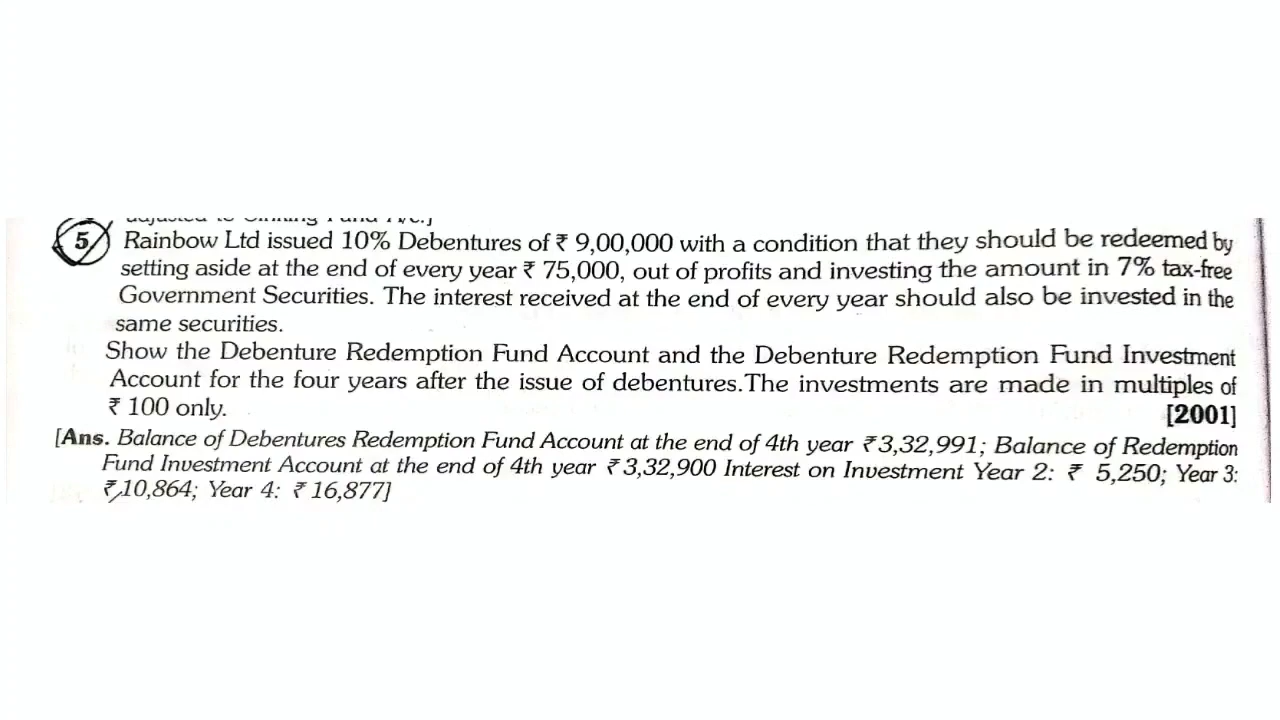 5 Rainbow Ltd issued 10% Debentures of ₹ 9,00,000 with a condition that they should be redeemed by
setting aside at the end of every year ₹ 75,000, out of profits and investing the amount in 7% tax-free
Government Securities. The interest received at the end of every year should also be invested in the
same securities.
Show the Debenture Redemption Fund Account and the Debenture Redemption Fund Investment
Account for the four years after the issue of debentures.The investments are made in multiples of
₹ 100 only. [2001]
[Ans. Balance of Debentures Redemption Fund Account at the end of 4th year ₹3,32,991; Balance of Redemption
Fund Investment Account at the end of 4th year ₹3,32,900 Interest on Investment Year 2: ₹ 5,250; Year 3:
₹10,864; Year 4: ₹16,877]